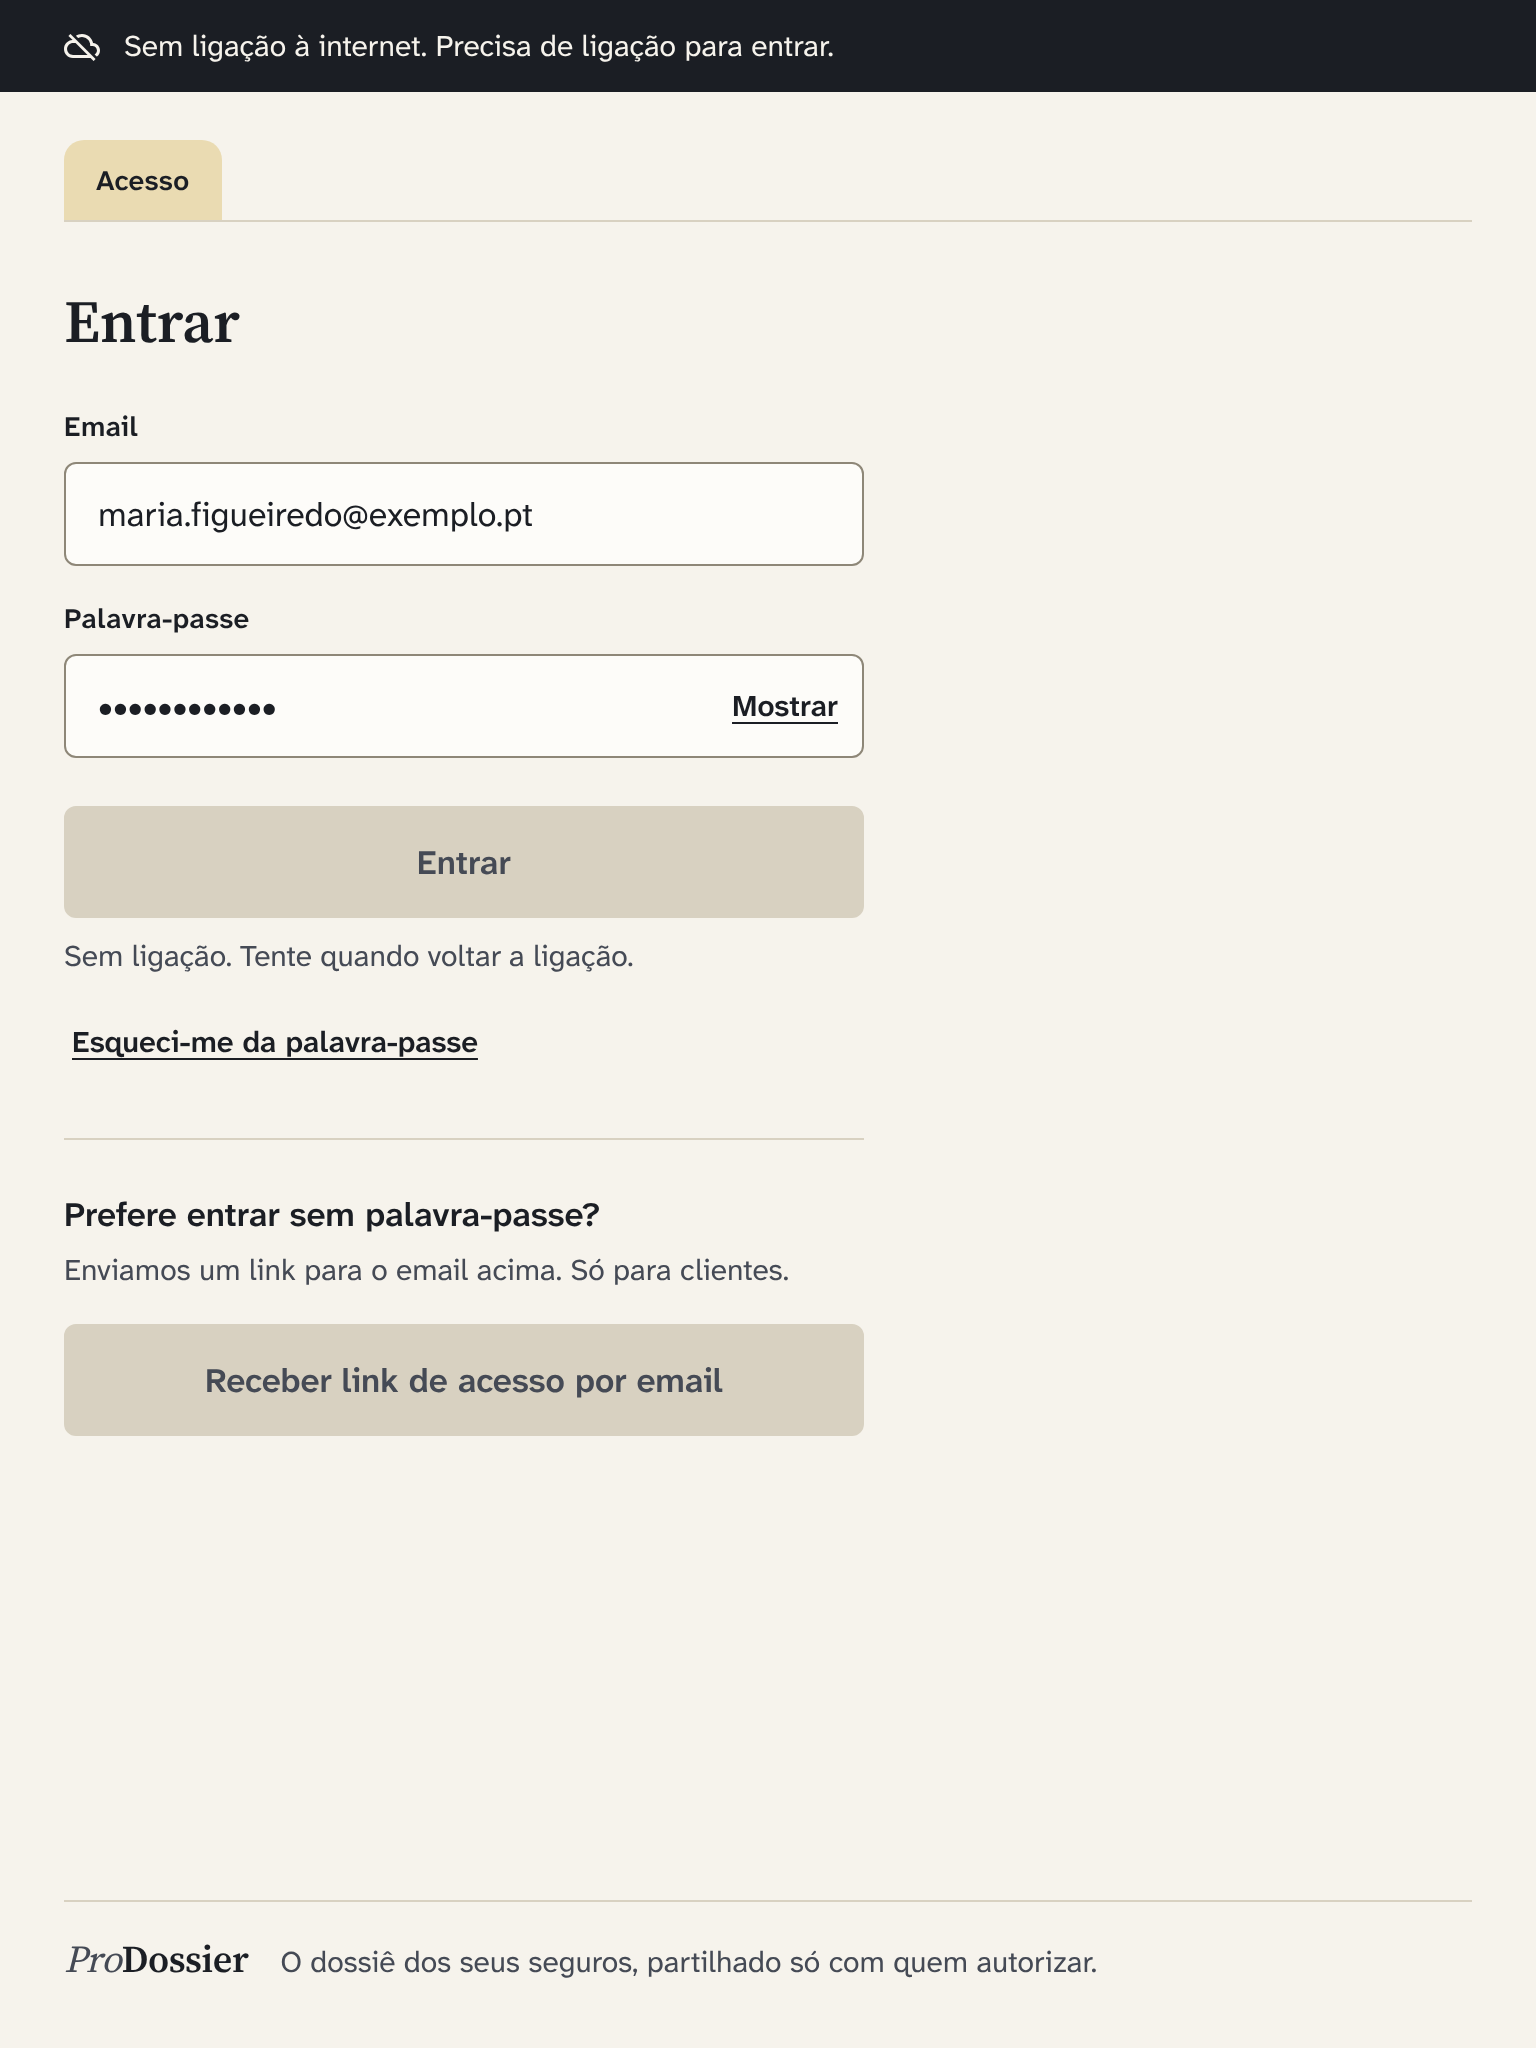 Sem ligação à internet. Precisa de ligação para entrar.
Acesso
Entrar
Email
maria.figueiredo@exemplo.pt
Palavra-passe
•••••••••••• Mostrar
Entrar
Sem ligação. Tente quando voltar a ligação.
Esqueci-me da palavra-passe
Prefere entrar sem palavra-passe?
Enviamos um link para o email acima. Só para clientes.
Receber link de acesso por email
ProDossier O dossiê dos seus seguros, partilhado só com quem autorizar.